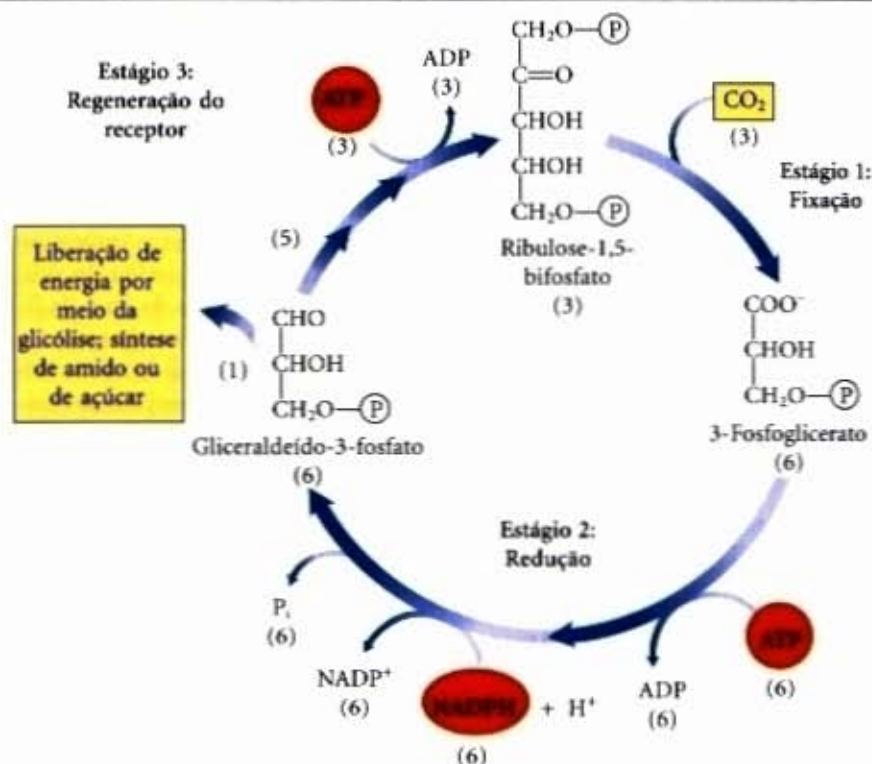 Estágio 3:
Regeneração do
receptor
ATP
(3)
ADP
(3)
CH₂O—P
C=O
CHOH
CHOH
CH₂O—P
Ribulose-1,5-
bifosfato
(3)
CO₂
(3)
Estágio 1:
Fixação
COO⁻
CHOH
CH₂O—P
3-Fosfoglicerato
(6)
Estágio 2:
Redução
ATP
(6)
ADP
(6)
NADPH + H⁺
(6)
NADP⁺
(6)
Pᵢ
(6)
CHO
CHOH
CH₂O—P
Gliceraldeído-3-fosfato
(6)
(5)
(1)
Liberação de
energia por
meio da
glicólise; síntese
de amido ou
de açúcar